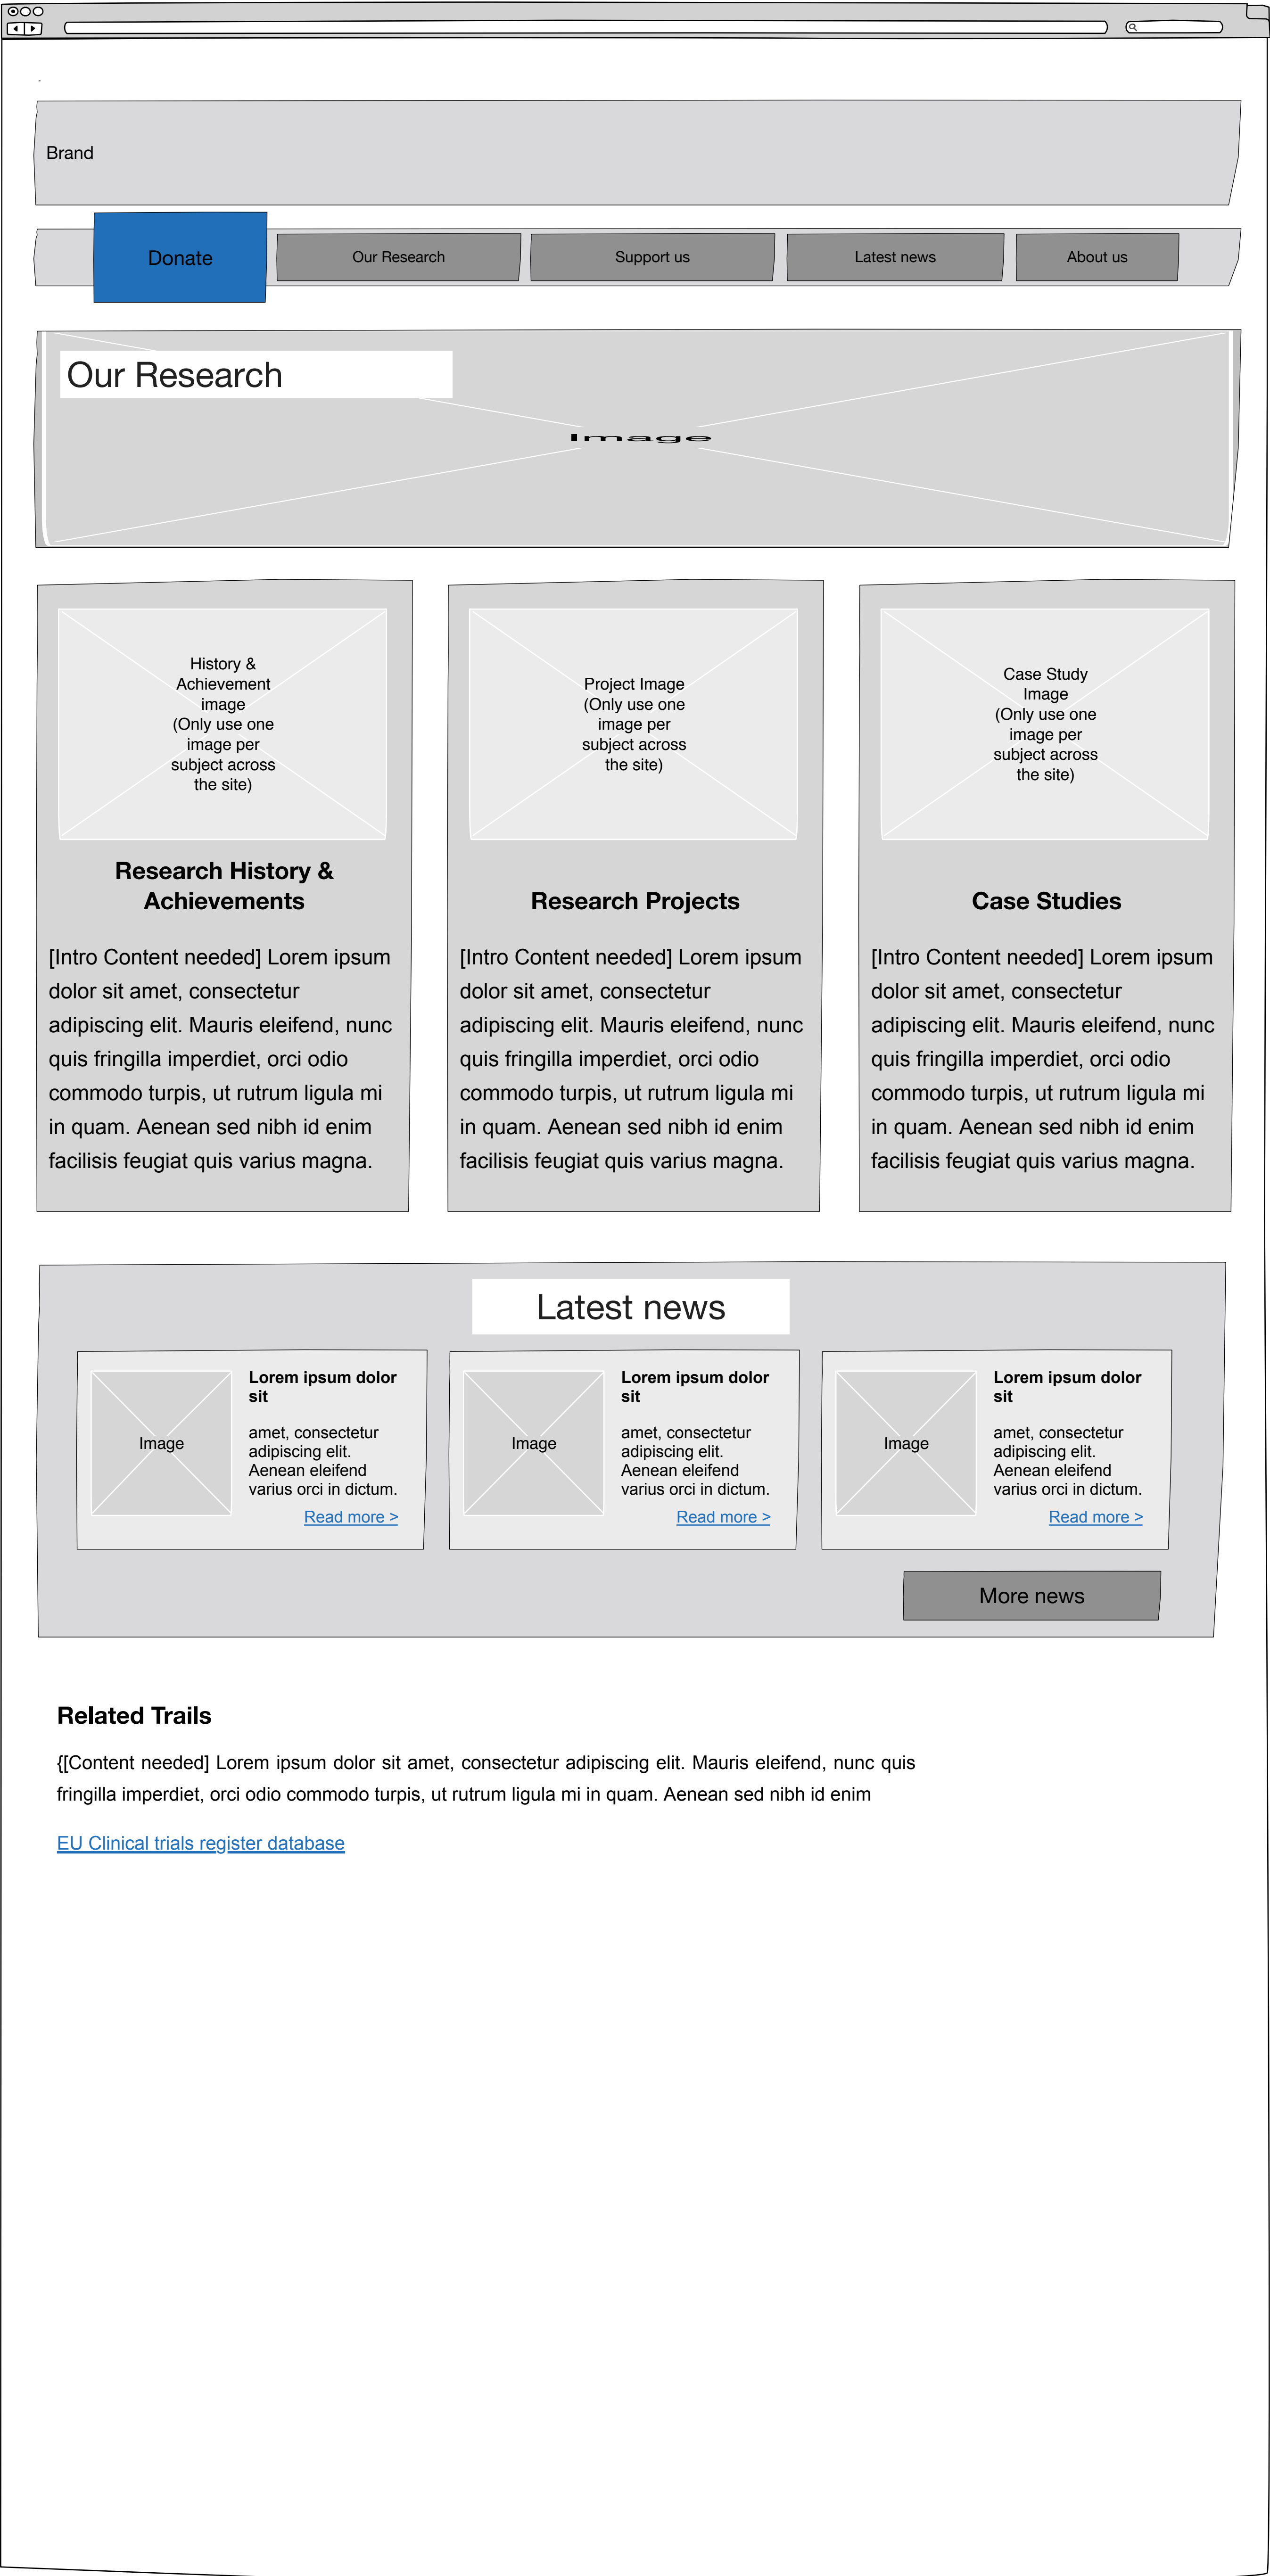 Brand
Donate
Our Research
Support us
Latest news
About us
Our Research
Image
History &
Achievement
image
(Only use one
image per
subject across
the site)
Project Image
(Only use one
image per
subject across
the site)
Case Study
Image
(Only use one
image per
subject across
the site)
Research History &
Achievements
[Intro Content needed] Lorem ipsum
dolor sit amet, consectetur
adipiscing elit. Mauris eleifend, nunc
quis fringilla imperdiet, orci odio
commodo turpis, ut rutrum ligula mi
in quam. Aenean sed nibh id enim
facilisis feugiat quis varius magna.
Research Projects
[Intro Content needed] Lorem ipsum
dolor sit amet, consectetur
adipiscing elit. Mauris eleifend, nunc
quis fringilla imperdiet, orci odio
commodo turpis, ut rutrum ligula mi
in quam. Aenean sed nibh id enim
facilisis feugiat quis varius magna.
Case Studies
[Intro Content needed] Lorem ipsum
dolor sit amet, consectetur
adipiscing elit. Mauris eleifend, nunc
quis fringilla imperdiet, orci odio
commodo turpis, ut rutrum ligula mi
in quam. Aenean sed nibh id enim
facilisis feugiat quis varius magna.
Latest news
Image
Lorem ipsum dolor
sit
amet, consectetur
adipiscing elit.
Aenean eleifend
varius orci in dictum.
Read more >
Image
Lorem ipsum dolor
sit
amet, consectetur
adipiscing elit.
Aenean eleifend
varius orci in dictum.
Read more >
Image
Lorem ipsum dolor
sit
amet, consectetur
adipiscing elit.
Aenean eleifend
varius orci in dictum.
Read more >
More news
Related Trails
{[Content needed] Lorem ipsum dolor sit amet, consectetur adipiscing elit. Mauris eleifend, nunc quis
fringilla imperdiet, orci odio commodo turpis, ut rutrum ligula mi in quam. Aenean sed nibh id enim
EU Clinical trials register database